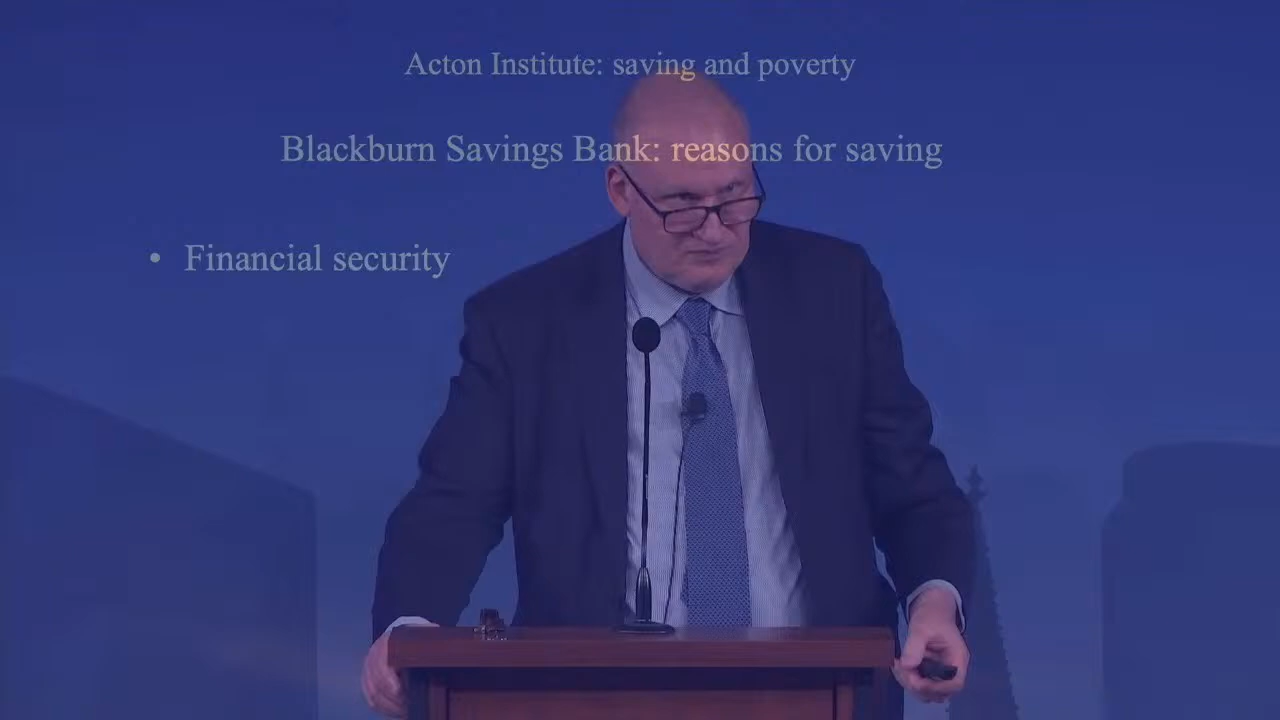 Acton Institute: saving and poverty
Blackburn Savings Bank: reasons for saving
• Financial security